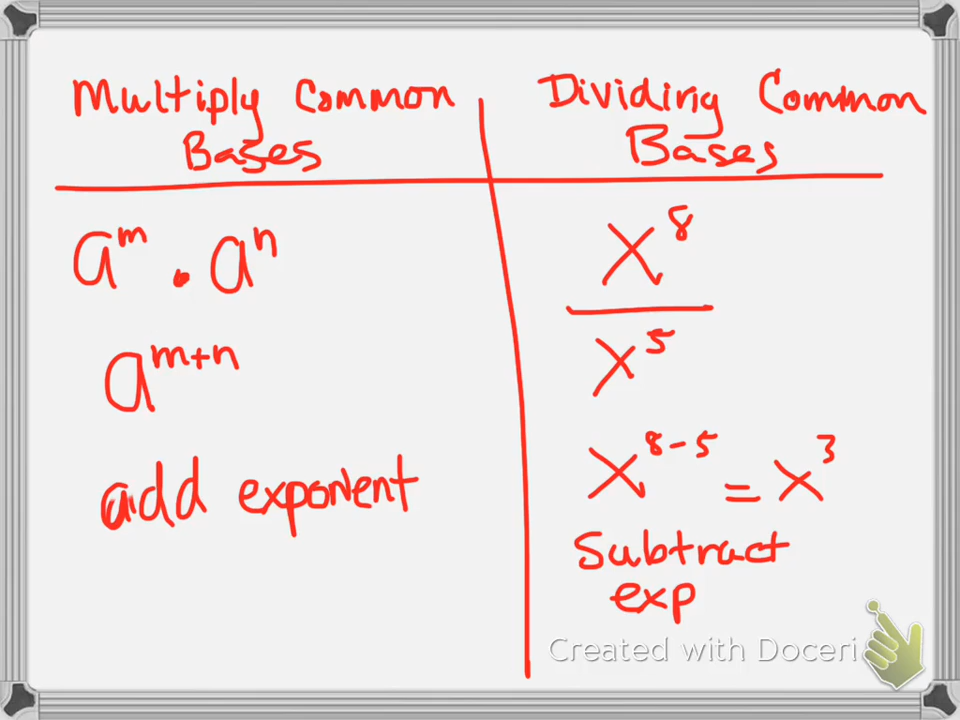 Multiply Common
Bases
a^m · a^n
a^m+n
add exponent
Dividing Common
Bases
x^8
x^5
x^8-5 = x^3
Subtract
exp
Created with Doceri